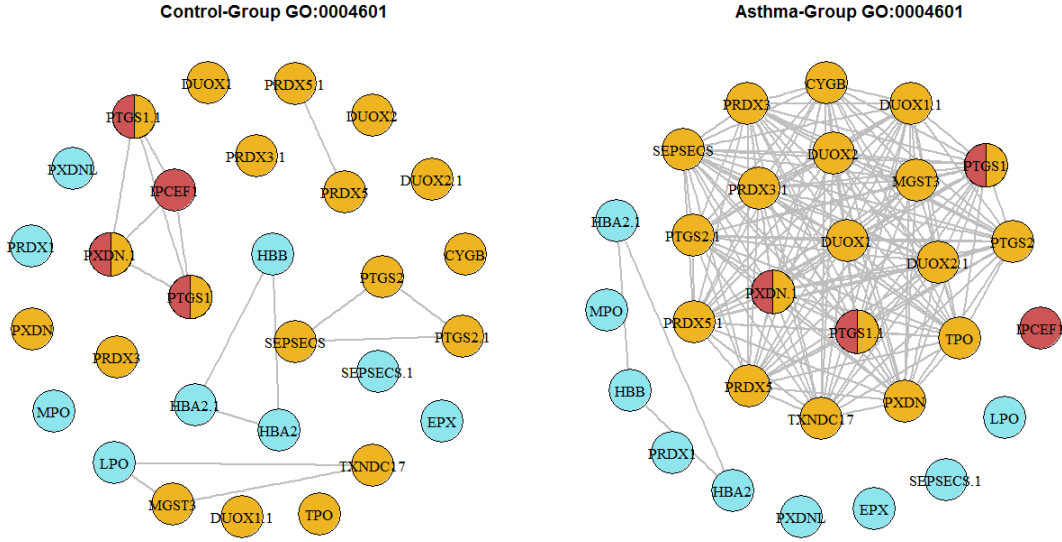 Control-Group GO:0004601
DUOX1
PRDX5.1
PTGS1.1
DUOX2
PRDX3.1
PXDNL
IPCEF1
PRDX5
DUOX2.1
PRDX1
PXDN.1
HBB
CYGB
PTGS2
PTGS1
PXDN
PTGS2.1
SEPSECS
PRDX3
SEPSECS.1
MPO
HBA2.1
HBA2
EPX
LPO
TXNDC17
MGST3
DUOX1.1
TPO
Asthma-Group GO:0004601
CYGB
PRDX3
DUOX1.1
SEPSECS
DUOX2
PTGS1
MGST3
PRDX3.1
HBA2.1
PTGS2.1
DUOX1
PTGS2
DUOX2.1
PXDN.1
MPO
PRDX5.1
PTGS1.1
TPO
IPCEF1
HBB
PRDX5
PXDN
TXNDC17
LPO
PRDX1
SEPSECS.1
HBA2
PXDNL
EPX